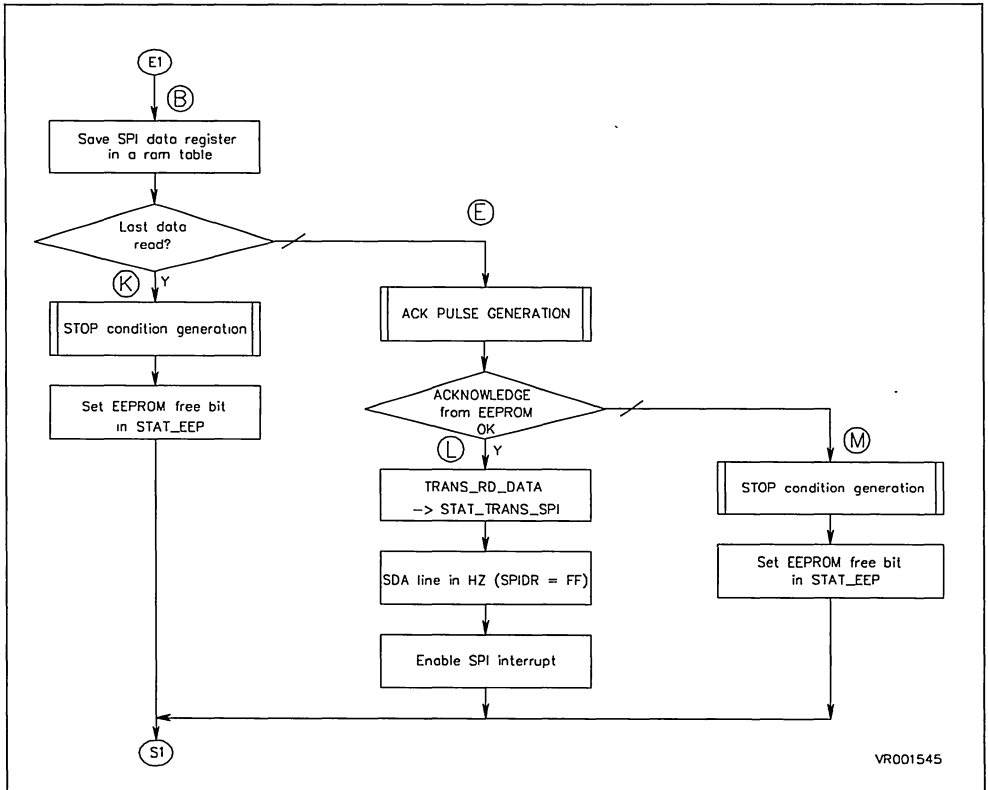 E1
B
Save SPI data register
in a ram table
Last data
read?
E
K
Y
STOP condition generation
ACK PULSE GENERATION
Set EEPROM free bit
in STAT_EEP
ACKNOWLEDGE
from EEPROM
OK
L
Y
M
TRANS_RD_DATA
-> STAT_TRANS_SPI
STOP condition generation
SDA line in HZ (SPIDR = FF)
Set EEPROM free bit
in STAT_EEP
Enable SPI interrupt
S1
VR001545